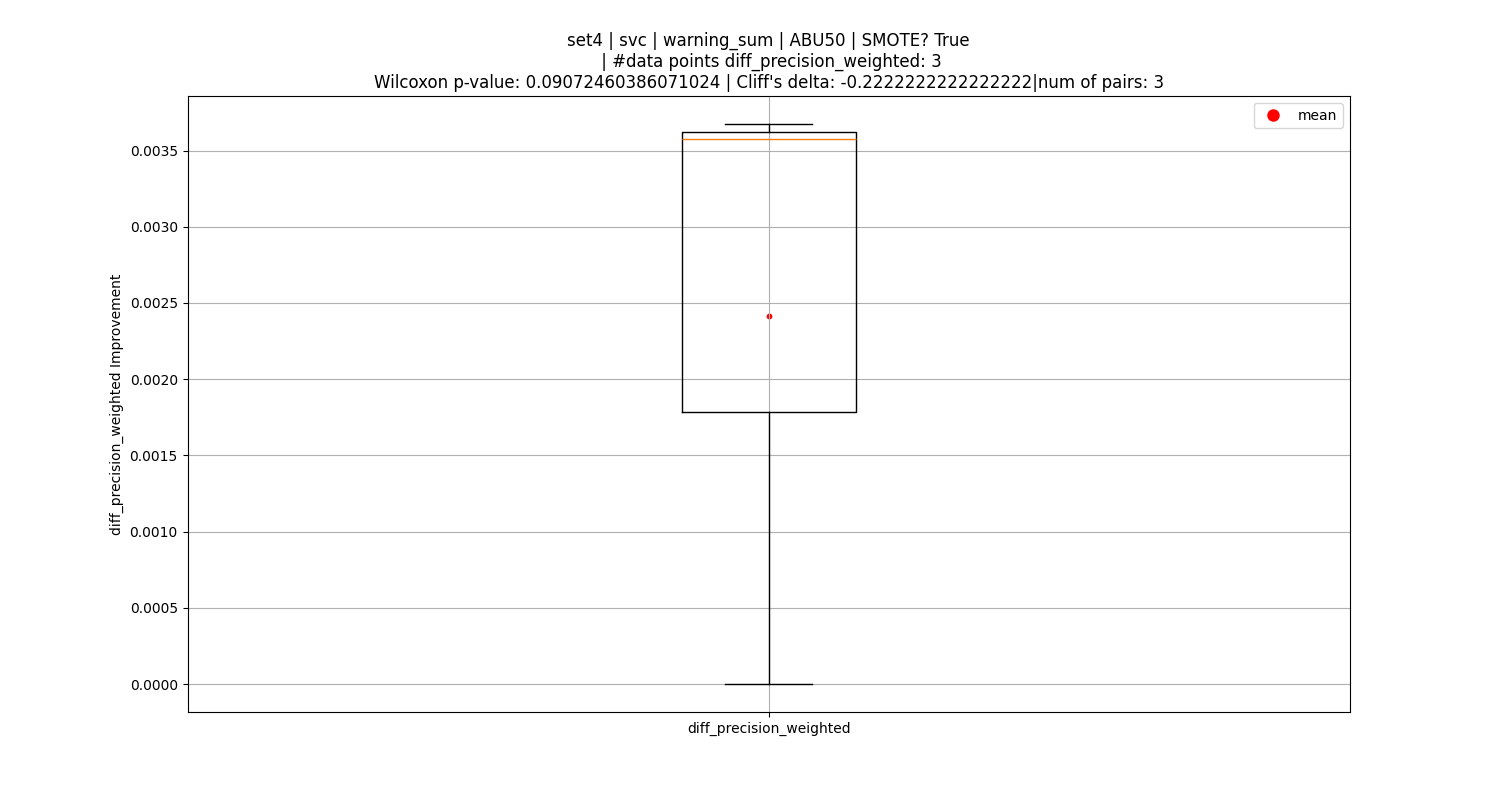 set4 | svc | warning_sum | ABU50 | SMOTE? True
| #data points diff_precision_weighted: 3
Wilcoxon p-value: 0.09072460386071024 | Cliff's delta: -0.2222222222222222|num of pairs: 3
mean
0.0035
0.0030
0.0025
0.0020
0.0015
0.0010
0.0005
0.0000
diff_precision_weighted Improvement
diff_precision_weighted